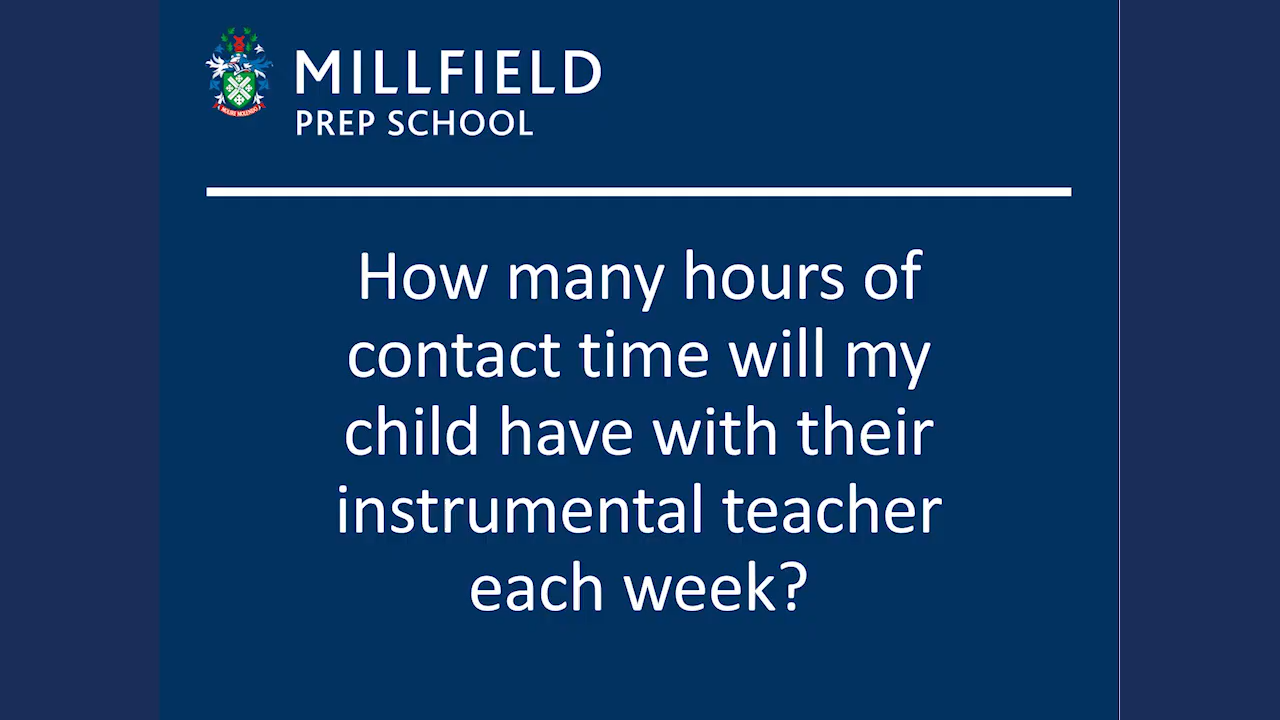 MILLFIELD
PREP SCHOOL
How many hours of
contact time will my
child have with their
instrumental teacher
each week?